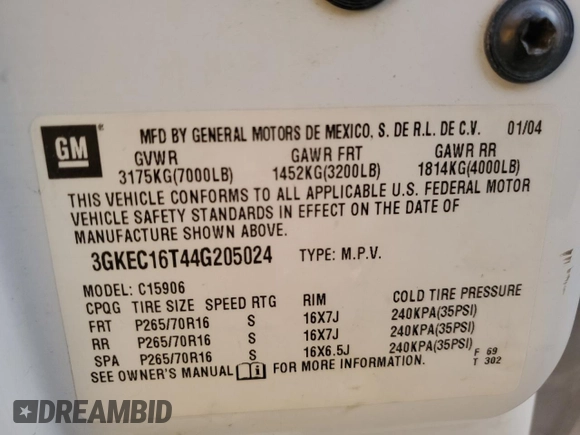 GM
MFD BY GENERAL MOTORS DE MEXICO, S. DE R.L. DE C.V. 01/04
GVWR GAWR FRT GAWR RR
3175KG(7000LB) 1452KG(3200LB) 1814KG(4000LB)
THIS VEHICLE CONFORMS TO ALL APPLICABLE U.S. FEDERAL MOTOR
VEHICLE SAFETY STANDARDS IN EFFECT ON THE DATE OF
MANUFACTURE SHOWN ABOVE.
3GKEC16T44G205024 TYPE: M.P.V.
MODEL: C15906
CPQG TIRE SIZE SPEED RTG RIM COLD TIRE PRESSURE
FRT P265/70R16 S 16X7J 240KPA(35PSI)
RR P265/70R16 S 16X7J 240KPA(35PSI)
SPA P265/70R16 S 16X6.5J 240KPA(35PSI) F 69
T 302
SEE OWNER'S MANUAL FOR MORE INFORMATION.
DREAMBID